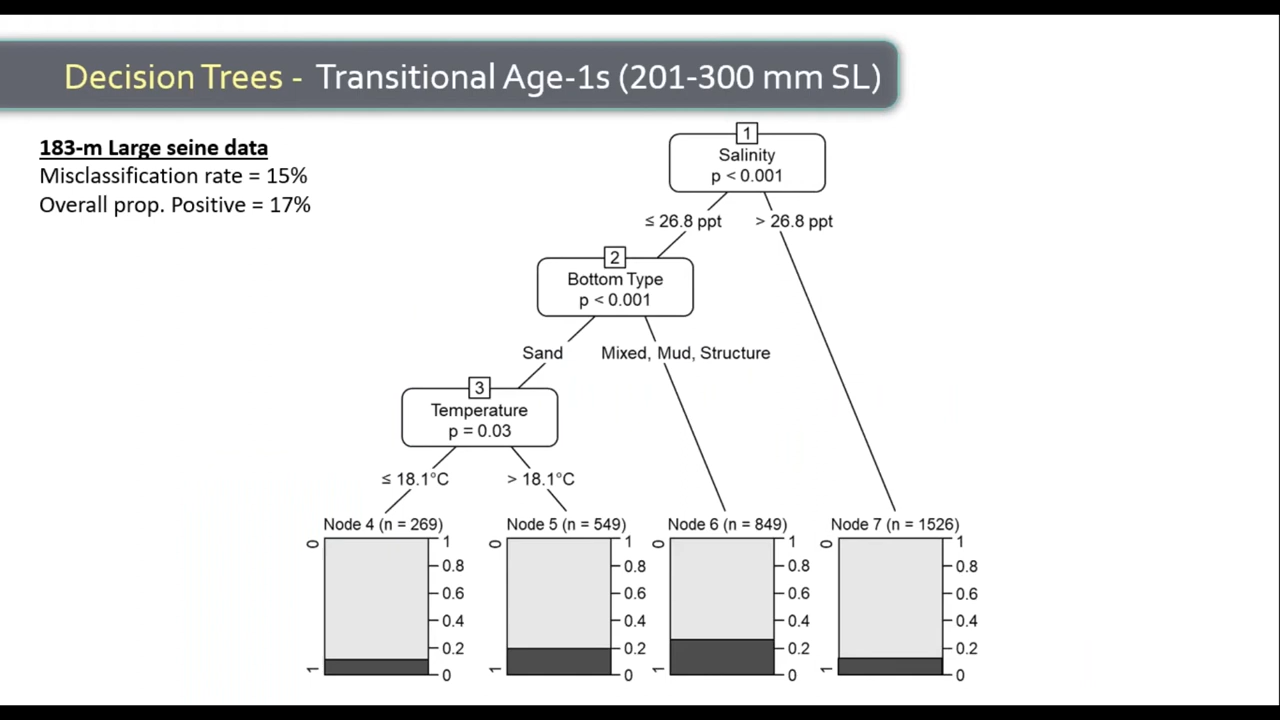 Decision Trees - Transitional Age-1s (201-300 mm SL)
183-m Large seine data
Misclassification rate = 15%
Overall prop. Positive = 17%
1
Salinity
p < 0.001
≤ 26.8 ppt > 26.8 ppt
2
Bottom Type
p < 0.001
Sand Mixed, Mud, Structure
3
Temperature
p = 0.03
≤ 18.1°C > 18.1°C
Node 4 (n = 269) Node 5 (n = 549) Node 6 (n = 849) Node 7 (n = 1526)
0 1 0 1 0 1 0 1
0.8 0.8 0.8 0.8
0.6 0.6 0.6 0.6
0.4 0.4 0.4 0.4
0.2 0.2 0.2 0.2
1 0 1 0 1 0 1 0